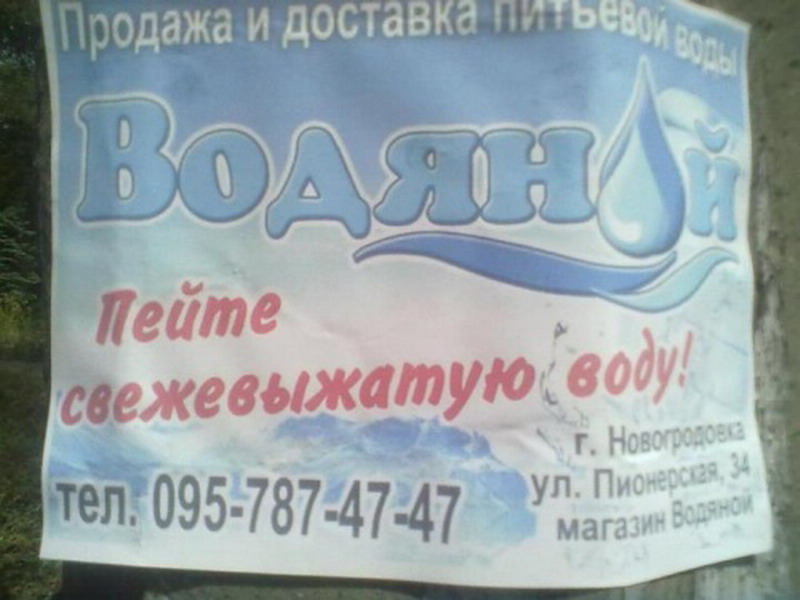 Продажа и доставка питьевой воды
Водяной
Пейте
свежевыжатую воду!
г. Новогродовка
ул. Пионерская, 34
магазин Водяной
тел. 095-787-47-47